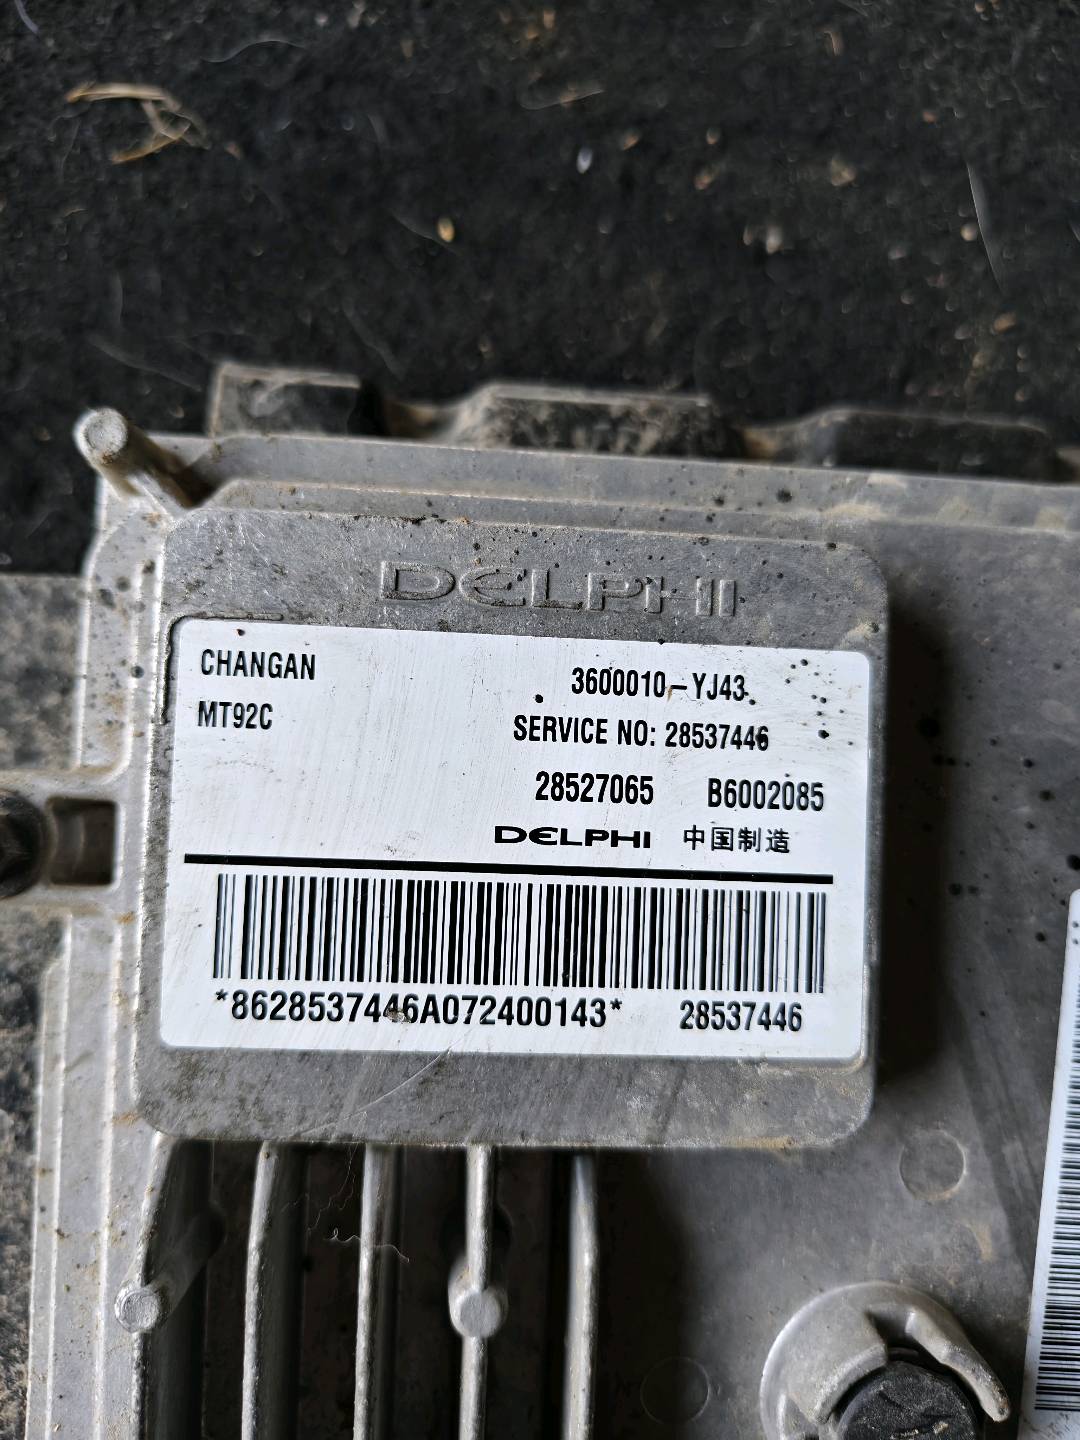 DELPHI
CHANGAN 3600010-YJ43
MT92C SERVICE NO: 28537446
28527065 B6002085
DELPHI 中国制造
*8628537446A072400143* 28537446